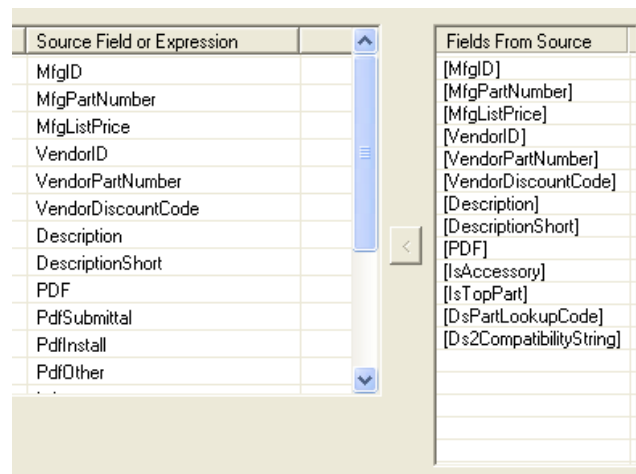 Source Field or Expression
MfgID
MfgPartNumber
MfgListPrice
VendorID
VendorPartNumber
VendorDiscountCode
Description
DescriptionShort
PDF
PdfSubmittal
PdfInstall
PdfOther
<
Fields From Source
[MfgID]
[MfgPartNumber]
[MfgListPrice]
[VendorID]
[VendorPartNumber]
[VendorDiscountCode]
[Description]
[DescriptionShort]
[PDF]
[IsAccessory]
[IsTopPart]
[DsPartLookupCode]
[Ds2CompatibilityString]